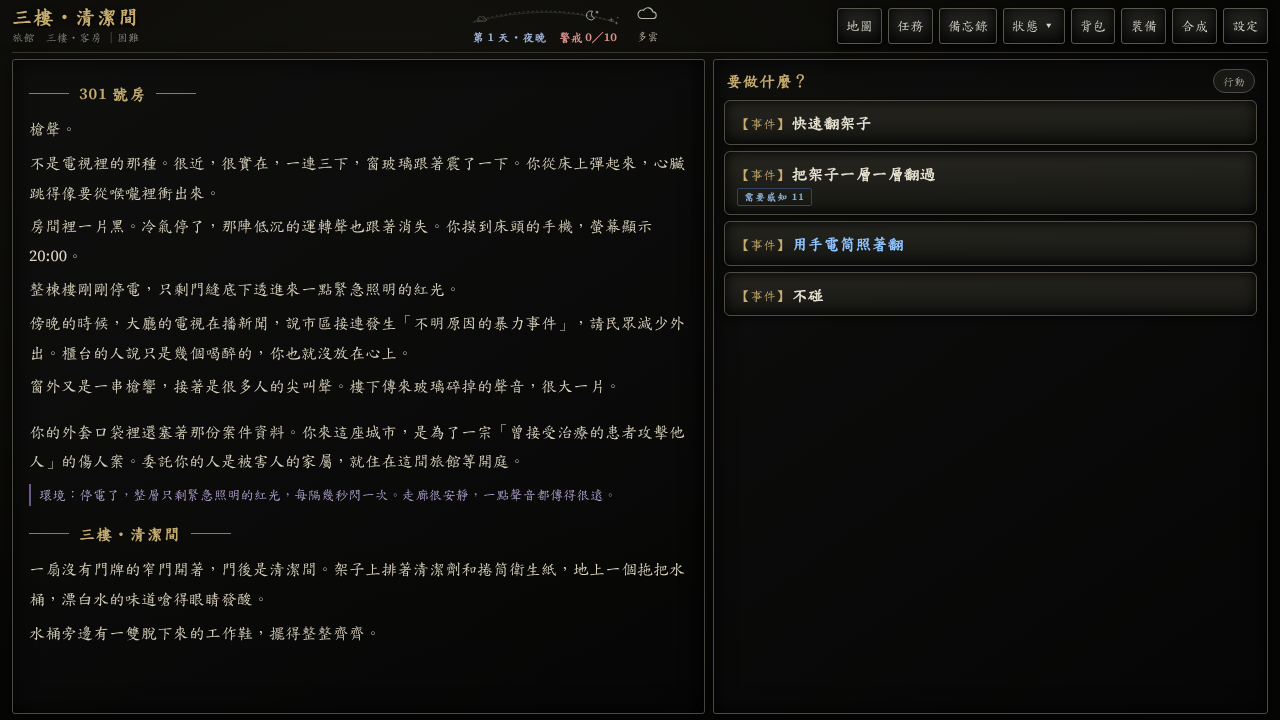 三樓・清潔間
旅館 三樓・客房 | 困難
第 1 天・夜晚 警戒 0／10
多雲
地圖 任務 備忘錄 狀態 ▼ 背包 裝備 合成 設定
301 號房
槍聲。
不是電視裡的那種。很近，很實在，一連三下，窗玻璃跟著震了一下。你從床上彈起來，心臟
跳得像要從喉嚨裡衝出來。
房間裡一片黑。冷氣停了，那陣低沉的運轉聲也跟著消失。你摸到床頭的手機，螢幕顯示
20:00。
整棟樓剛剛停電，只剩門縫底下透進來一點緊急照明的紅光。
傍晚的時候，大廳的電視在播新聞，說市區接連發生「不明原因的暴力事件」，請民眾減少外
出。櫃台的人說只是幾個喝醉的，你也就沒放在心上。
窗外又是一串槍響，接著是很多人的尖叫聲。樓下傳來玻璃碎掉的聲音，很大一片。
你的外套口袋裡還塞著那份案件資料。你來這座城市，是為了一宗「曾接受治療的患者攻擊他
人」的傷人案。委託你的人是被害人的家屬，就住在這間旅館等開庭。
環境：停電了，整層只剩緊急照明的紅光，每隔幾秒閃一次。走廊很安靜，一點聲音都傳得很遠。
三樓・清潔間
一扇沒有門牌的窄門開著，門後是清潔間。架子上排著清潔劑和捲筒衛生紙，地上一個拖把水
桶，漂白水的味道嗆得眼睛發酸。
水桶旁邊有一雙脫下來的工作鞋，擺得整整齊齊。
要做什麼？
行動
【事件】快速翻架子
【事件】把架子一層一層翻過
需要感知 11
【事件】用手電筒照著翻
【事件】不碰